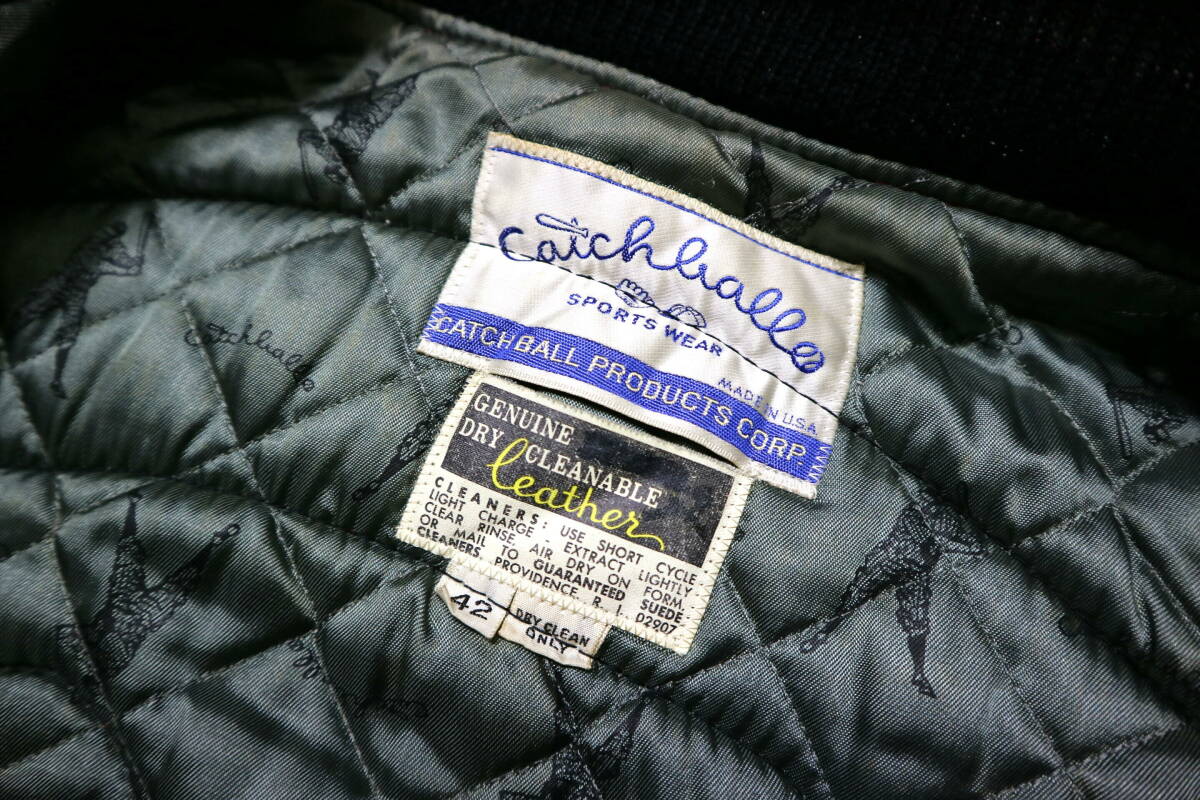 Catchball
SPORTS WEAR
MADE IN U.S.A.
CATCHBALL PRODUCTS CORP.
GENUINE
DRY CLEANABLE
leather
CLEANERS: USE SHORT CYCLE
LIGHT CHARGE - EXTRACT LIGHTLY
CLEAR RINSE, AIR DRY ON FORM,
OR MAIL TO GUARANTEED SUEDE
CLEANERS, PROVIDENCE, R. I. 02907
42
DRY CLEAN
ONLY
Catchball